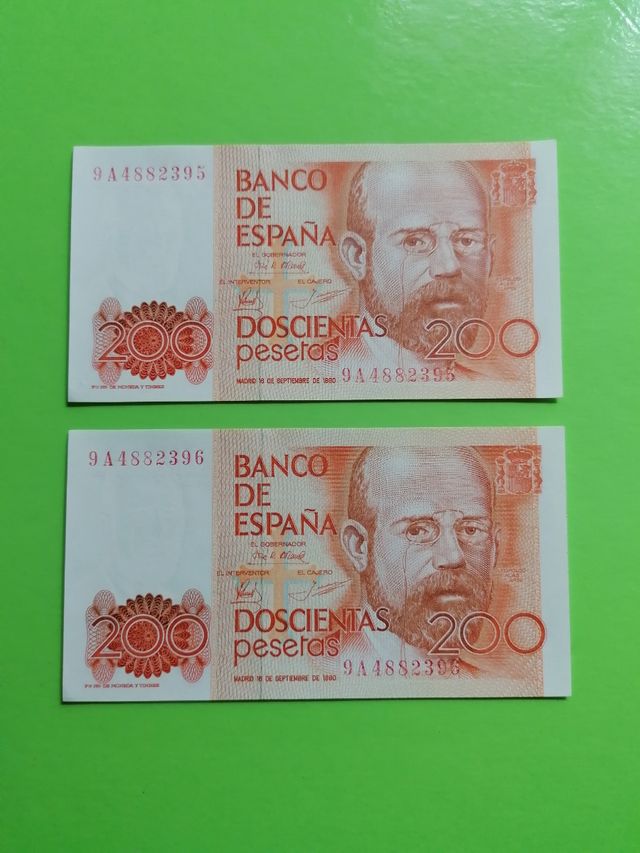 9A4882395
BANCO
DE
ESPAÑA
EL GOBERNADOR
EL INTERVENTOR EL CAJERO
200
DOSCIENTAS
pesetas
200
MADRID 16 DE SEPTIEMBRE DE 1980
9A4882395
9A4882396
BANCO
DE
ESPAÑA
EL GOBERNADOR
EL INTERVENTOR EL CAJERO
200
DOSCIENTAS
pesetas
200
MADRID 16 DE SEPTIEMBRE DE 1980
9A4882396